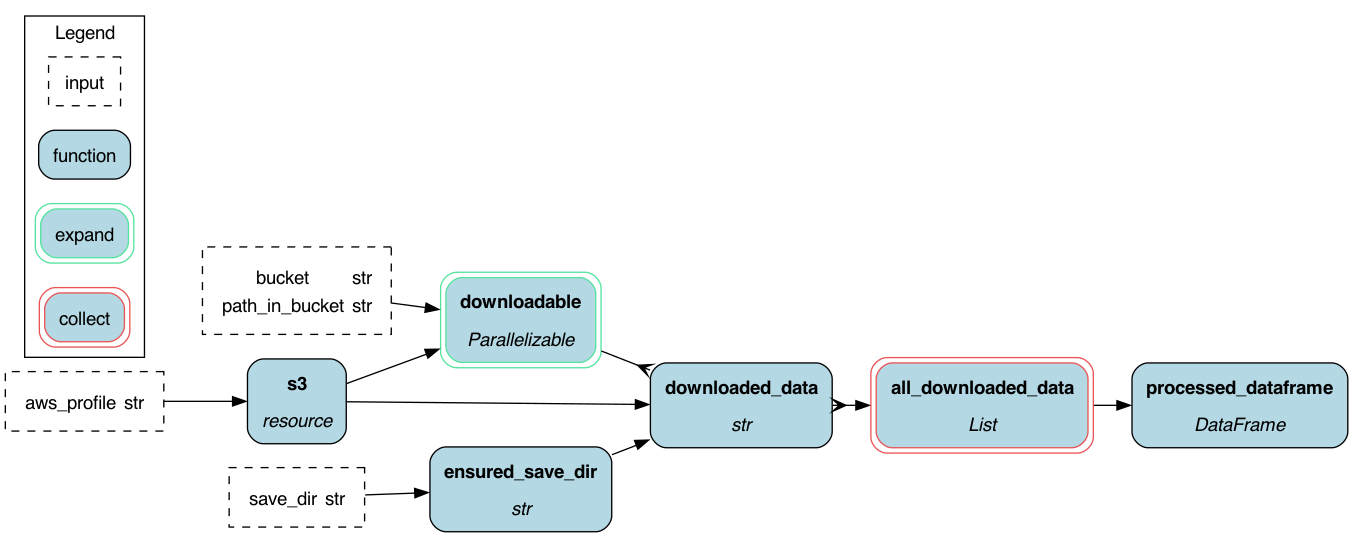 Legend
input
function
expand
collect
bucket str
path_in_bucket str
downloadable
Parallelizable
aws_profile str
s3
resource
downloaded_data
str
all_downloaded_data
List
processed_dataframe
DataFrame
save_dir str
ensured_save_dir
str